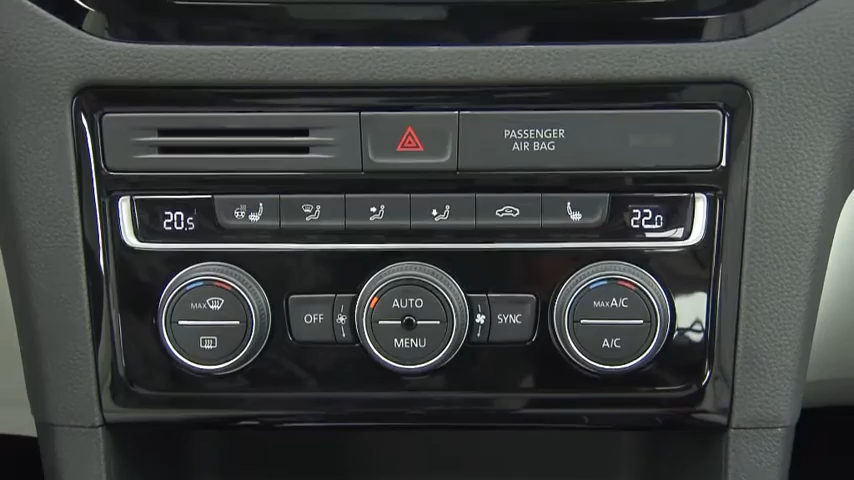 PASSENGER
AIR BAG
20.5
22.0
MAX
OFF
AUTO
MENU
SYNC
MAX A/C
A/C